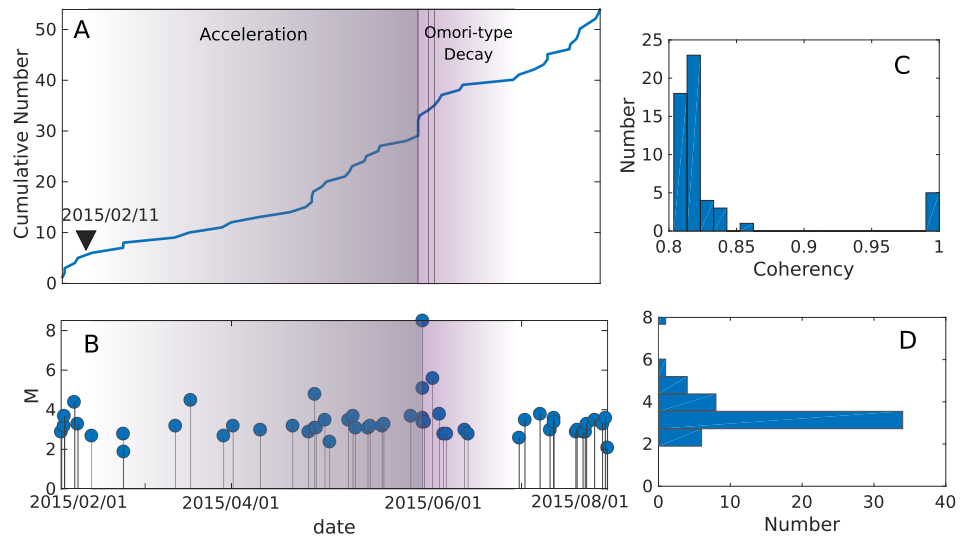 A
Acceleration
Omori-type
Decay
2015/02/11
Cumulative Number
50
40
30
20
10
0
B
M
8
6
4
2
0
2015/02/01
2015/04/01
2015/06/01
2015/08/01
date
C
Number
25
20
15
10
5
0
0.8
0.85
0.9
0.95
1
Coherency
D
8
6
4
2
0
0
10
20
30
40
Number